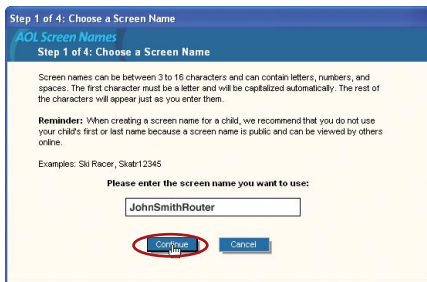 Step 1 of 4: Choose a Screen Name
AOL Screen Names
Step 1 of 4: Choose a Screen Name
Screen names can be between 3 to 16 characters and can contain letters, numbers, and
spaces. The first character must be a letter and will be capitalized automatically. The rest of
the characters will appear just as you enter them.
Reminder: When creating a screen name for a child, we recommend that you do not use
your child's first or last name because a screen name is public and can be viewed by others
online.
Examples: Ski Racer, Skatr12345
Please enter the screen name you want to use:
JohnSmithRouter
Continue Cancel